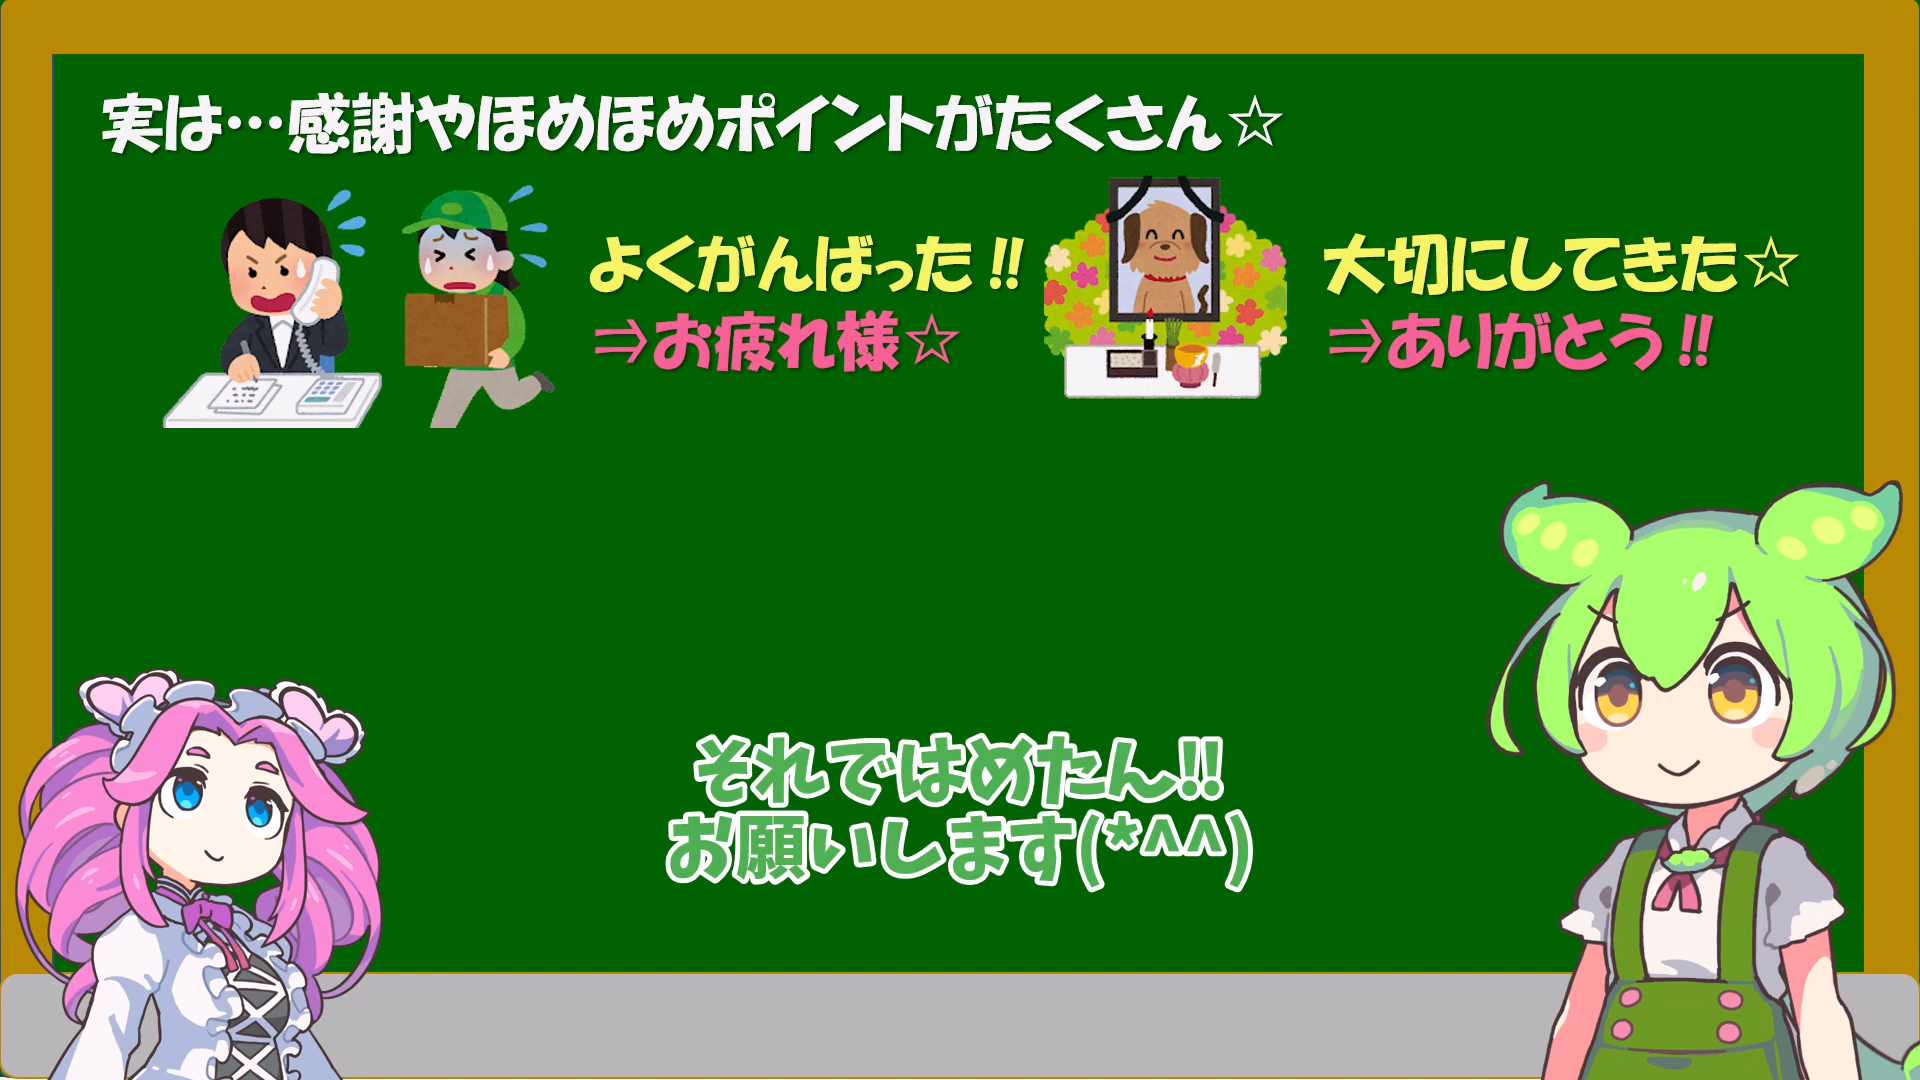 実は…感謝やほめほめポイントがたくさん☆
よくがんばった!!
⇒お疲れ様☆
大切にしてきた☆
⇒ありがとう!!
それではめたん!!
お願いします(*^^)